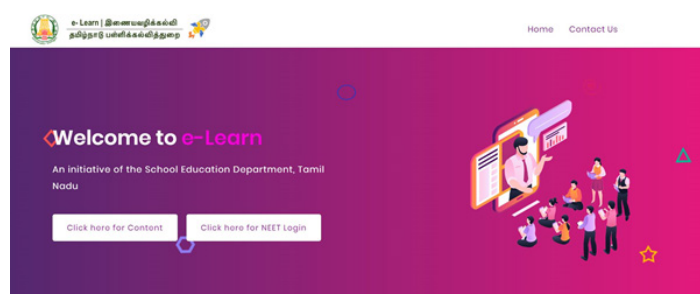 e- Learn | இணையவழிக்கல்வி
தமிழ்நாடு பள்ளிக்கல்வித்துறை
Home Contact Us
Welcome to e-Learn
An initiative of the School Education Department, Tamil
Nadu
Click here for Content Click here for NEET Login